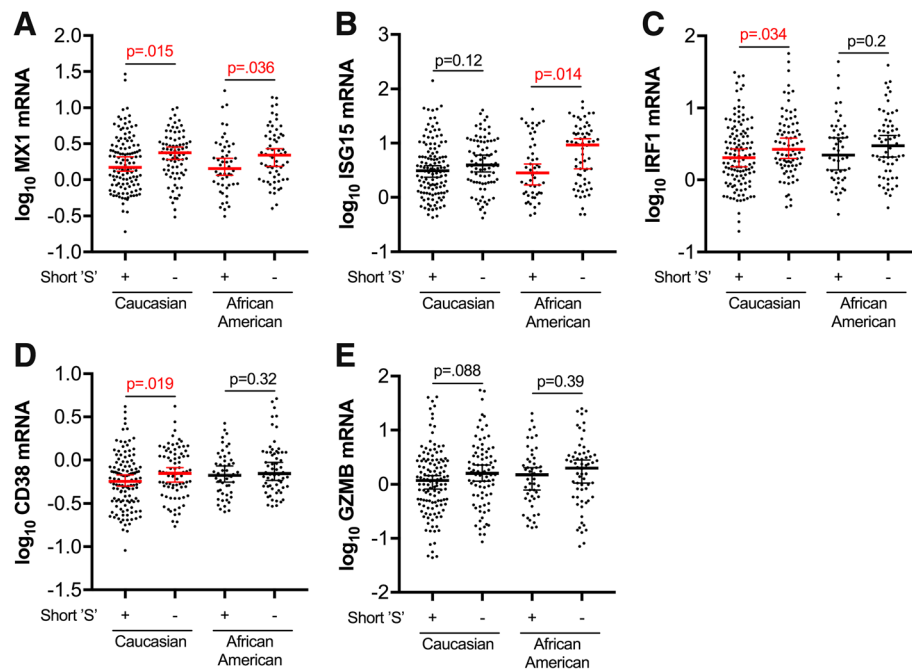 A
B
C
2.0
1.5
1.0
0.5
0.0
-0.5
-1.0
log10 MX1 mRNA
p=.015
p=.036
Short 'S' + - + -
Caucasian African
American
3
2
1
0
-1
log10 ISG15 mRNA
p=0.12
p=.014
Short 'S' + - + -
Caucasian African
American
2
1
0
-1
log10 IRF1 mRNA
p=.034
p=0.2
Short 'S' + - + -
Caucasian African
American
D
E
1.0
0.5
-0.0
-0.5
-1.0
-1.5
log10 CD38 mRNA
p=.019
p=0.32
Short 'S' + - + -
Caucasian African
American
2
1
0
-1
-2
log10 GZMB mRNA
p=.088
p=0.39
Short 'S' + - + -
Caucasian African
American